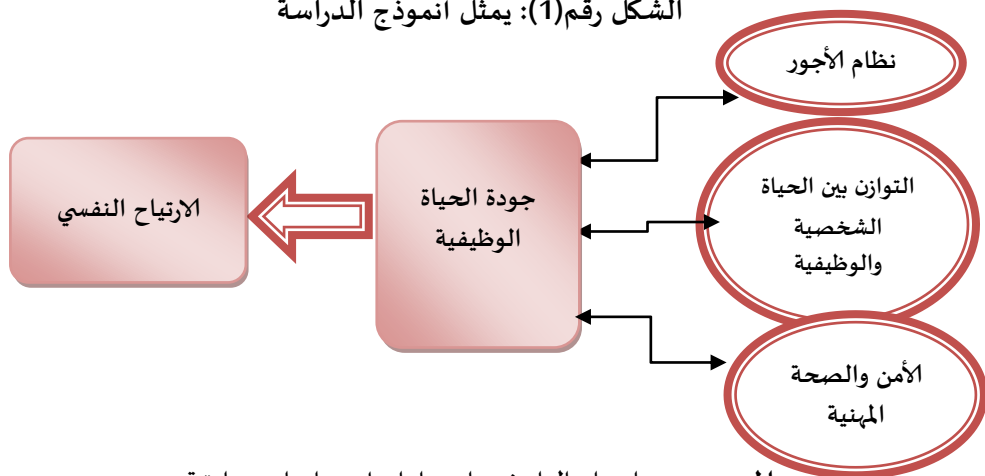 الشكل رقم(1): يمثل انموذج الدراسة
نظام الأجور
التوازن بين الحياة
الشخصية
والوظيفية
الأمن والصحة
المهنية
جودة الحياة
الوظيفية
الارتياح النفسي